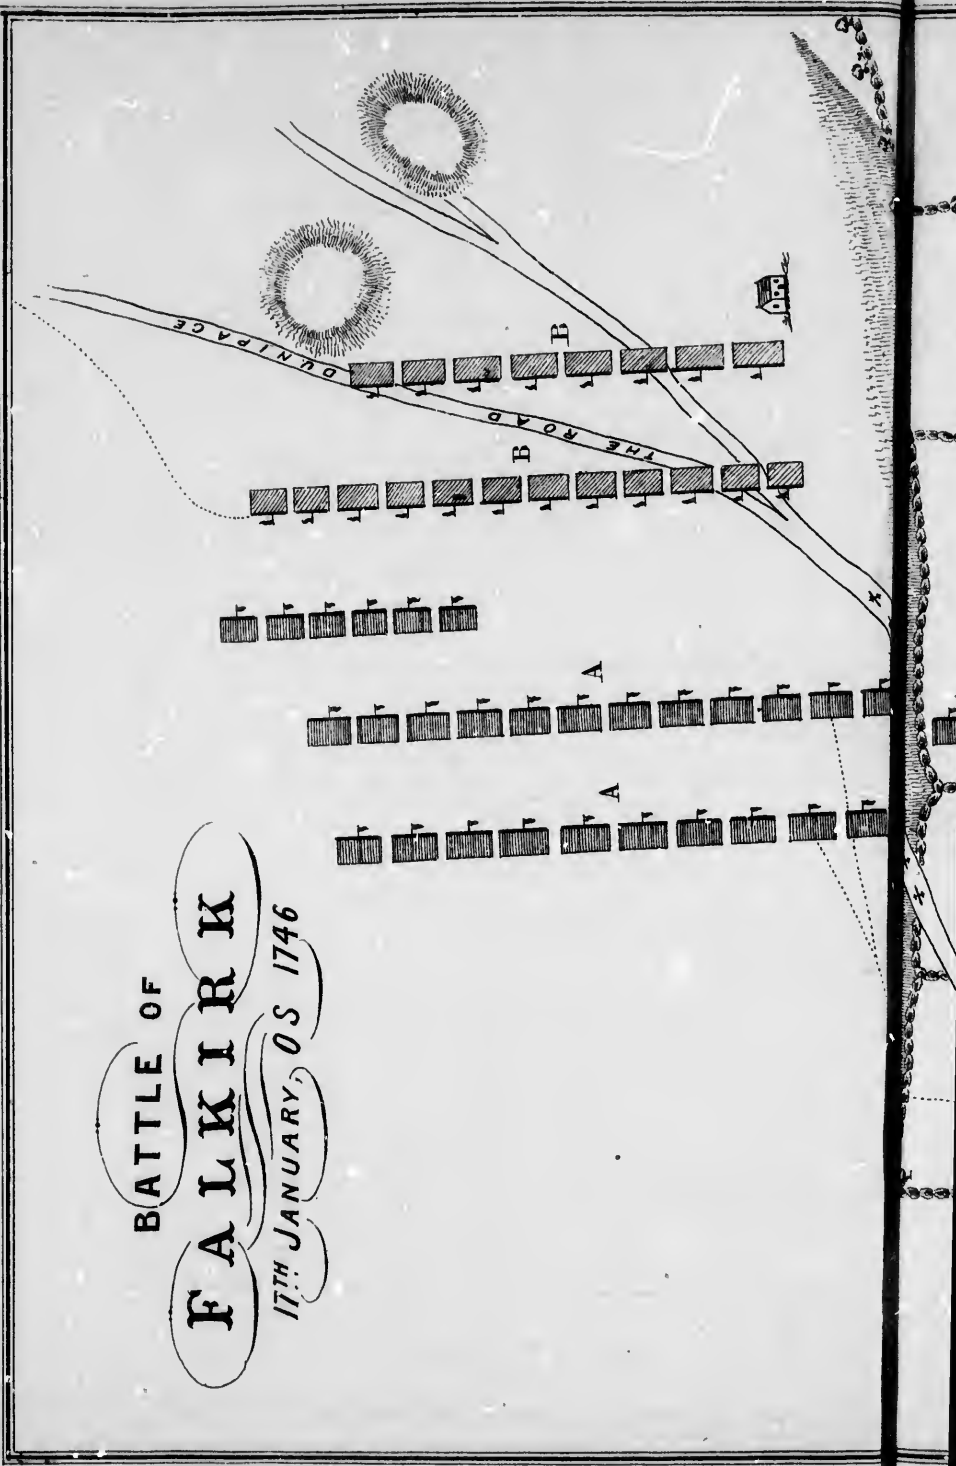 BATTLE OF
FALKIRK
17TH JANUARY, OS 1746
THE ROAD DUNIPACE
B
B
A
A